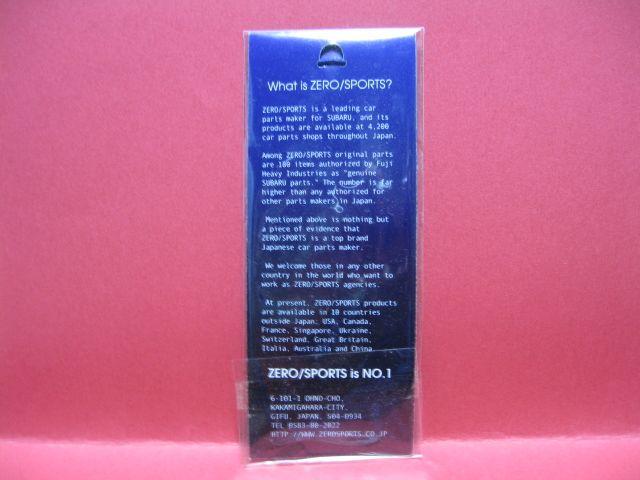 What is ZERO/SPORTS?
ZERO/SPORTS is a leading car
parts maker for SUBARU, and its
products are available at 4,200
car parts shops throughout Japan.
Among ZERO/SPORTS original parts
are 180 items authorized by Fuji
Heavy Industries as "genuine
SUBARU parts." The number is far
higher than any authorized for
other parts makers in Japan.
Mentioned above is nothing but
a piece of evidence that
ZERO/SPORTS is a top brand
Japanese car parts maker.
We welcome those in any other
country in the world who want to
work as ZERO/SPORTS agencies.
At present, ZERO/SPORTS products
are available in 10 countries
outside Japan: USA, Canada,
France, Singapore, Ukraine,
Switzerland, Great Britain,
Italia, Australia and China.
ZERO/SPORTS is NO.1
6-101-1 OHNO-CHO,
KAKAMIGAHARA-CITY,
GIFU, JAPAN, 504-0934
TEL 0583-80-2822
HTTP://WWW.ZEROSPORTS.CO.JP